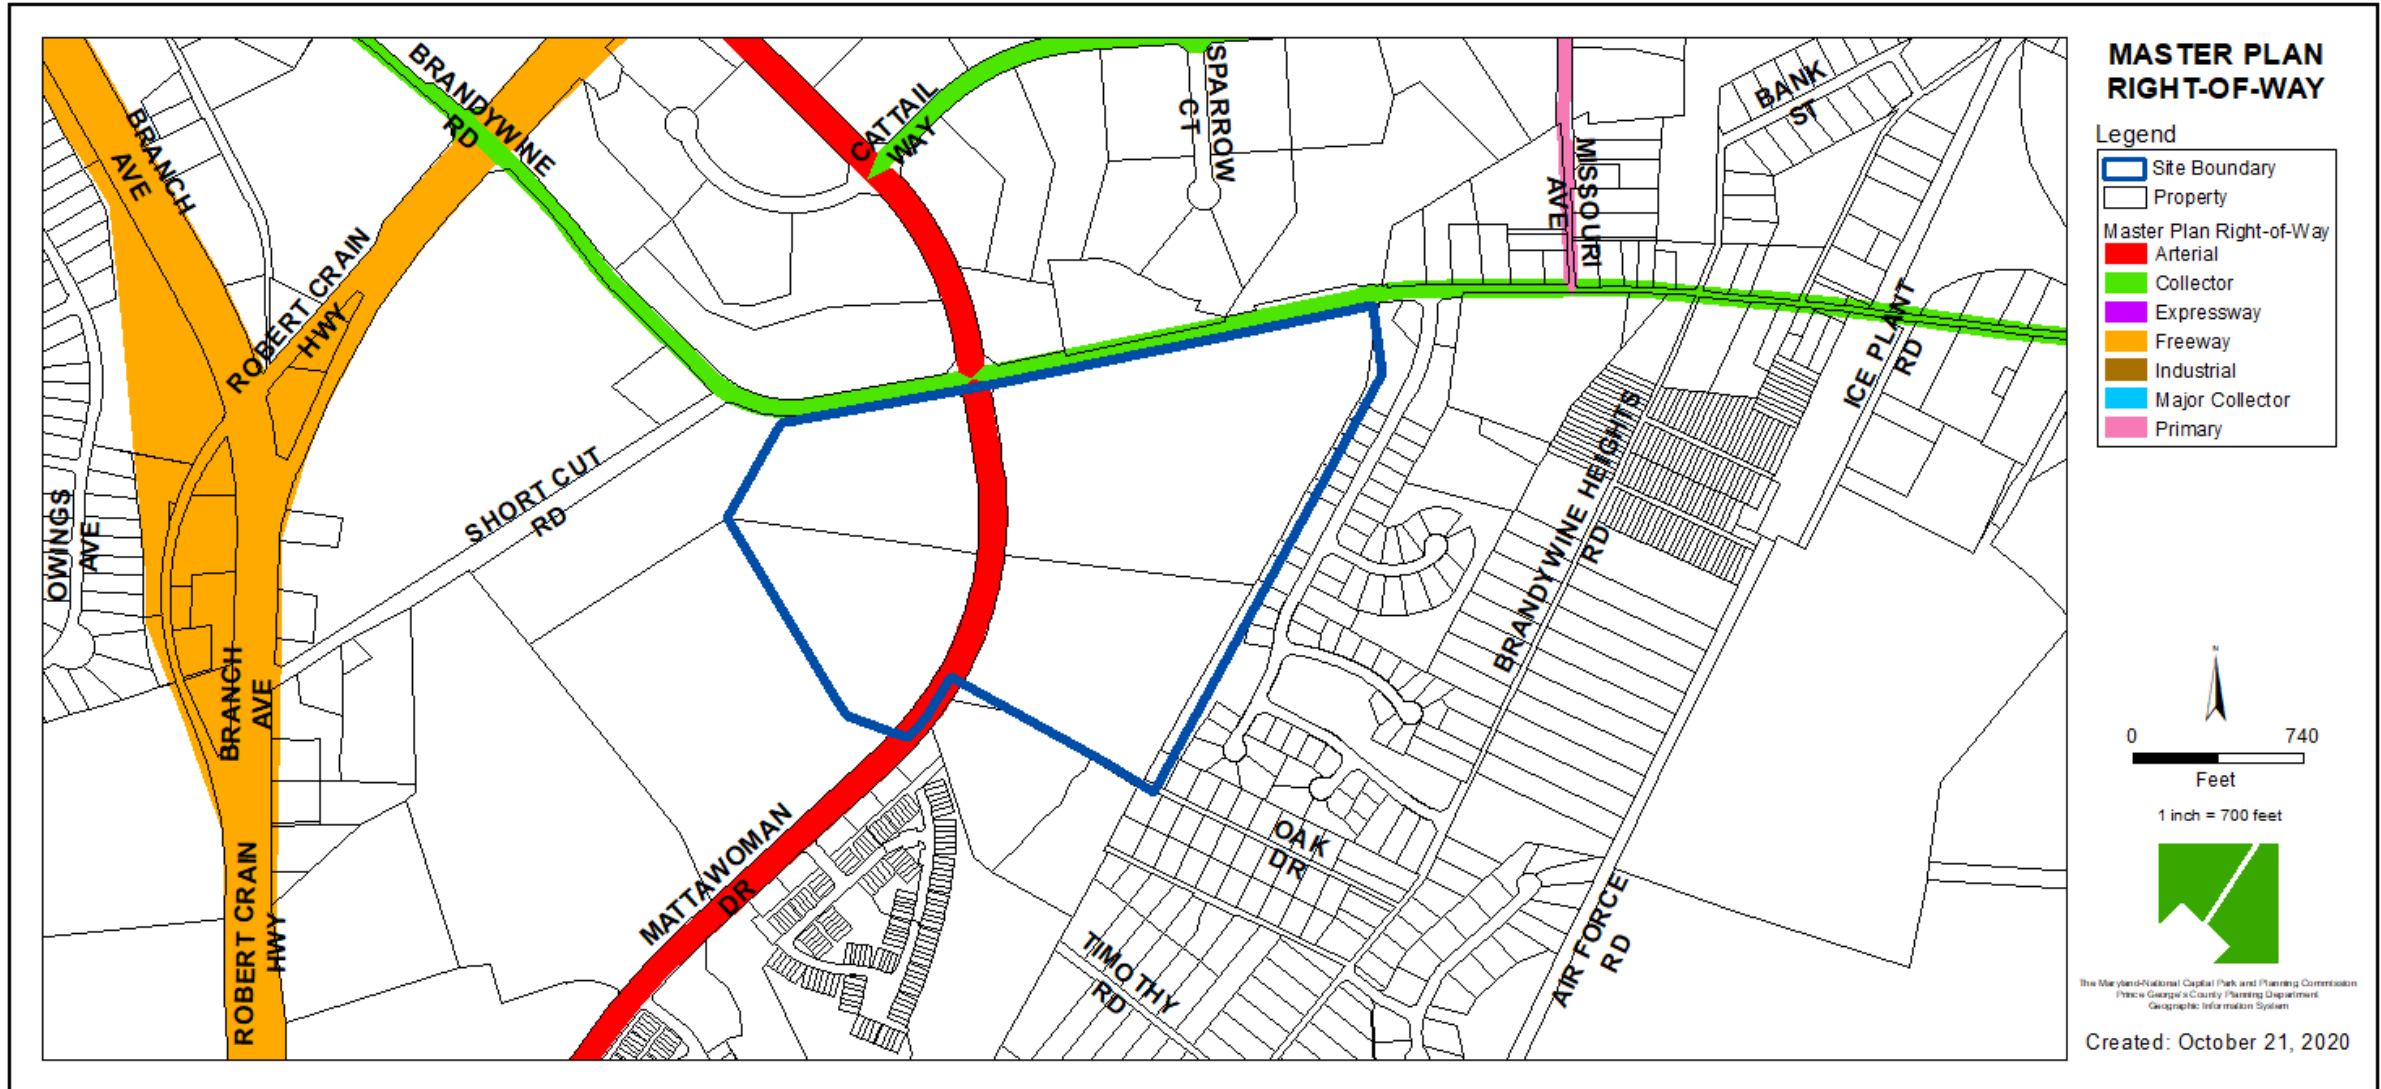 MASTER PLAN
RIGHT-OF-WAY
Legend
Site Boundary
Property
Master Plan Right-of-Way
Arterial
Collector
Expressway
Freeway
Industrial
Major Collector
Primary
BRANDYWINE
RD
BRANCH
AVE
ROBERT CRAIN
HWY
CATTAIL
WAY
SPARROW
CT
MISSOURI
AVE
BANK
ST
ICE PLANT
RD
SHORT CUT
RD
OWINGS
AVE
BRANDYWINE HEIGHTS
RD
BRANCH
AVE
ROBERT CRAIN
HWY
MATTAWOMAN
DR
OAK
DR
TIMOTHY
RD
AIR FORCE
RD
N
0 740
Feet
1 inch = 700 feet
The Maryland-National Capital Park and Planning Commission
Prince George's County Planning Department
Geographic Information System
Created: October 21, 2020